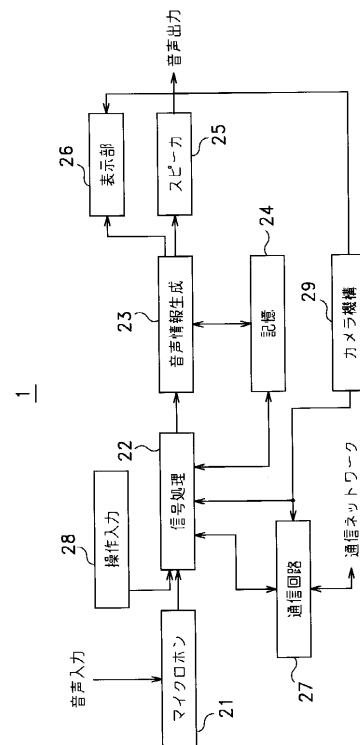 1
音声入力
マイクロホン
21
操作入力
28
信号処理
22
音声情報生成
23
記憶
24
スピーカ
25
音声出力
表示部
26
通信回路
27
通信ネットワーク
カメラ機構
29